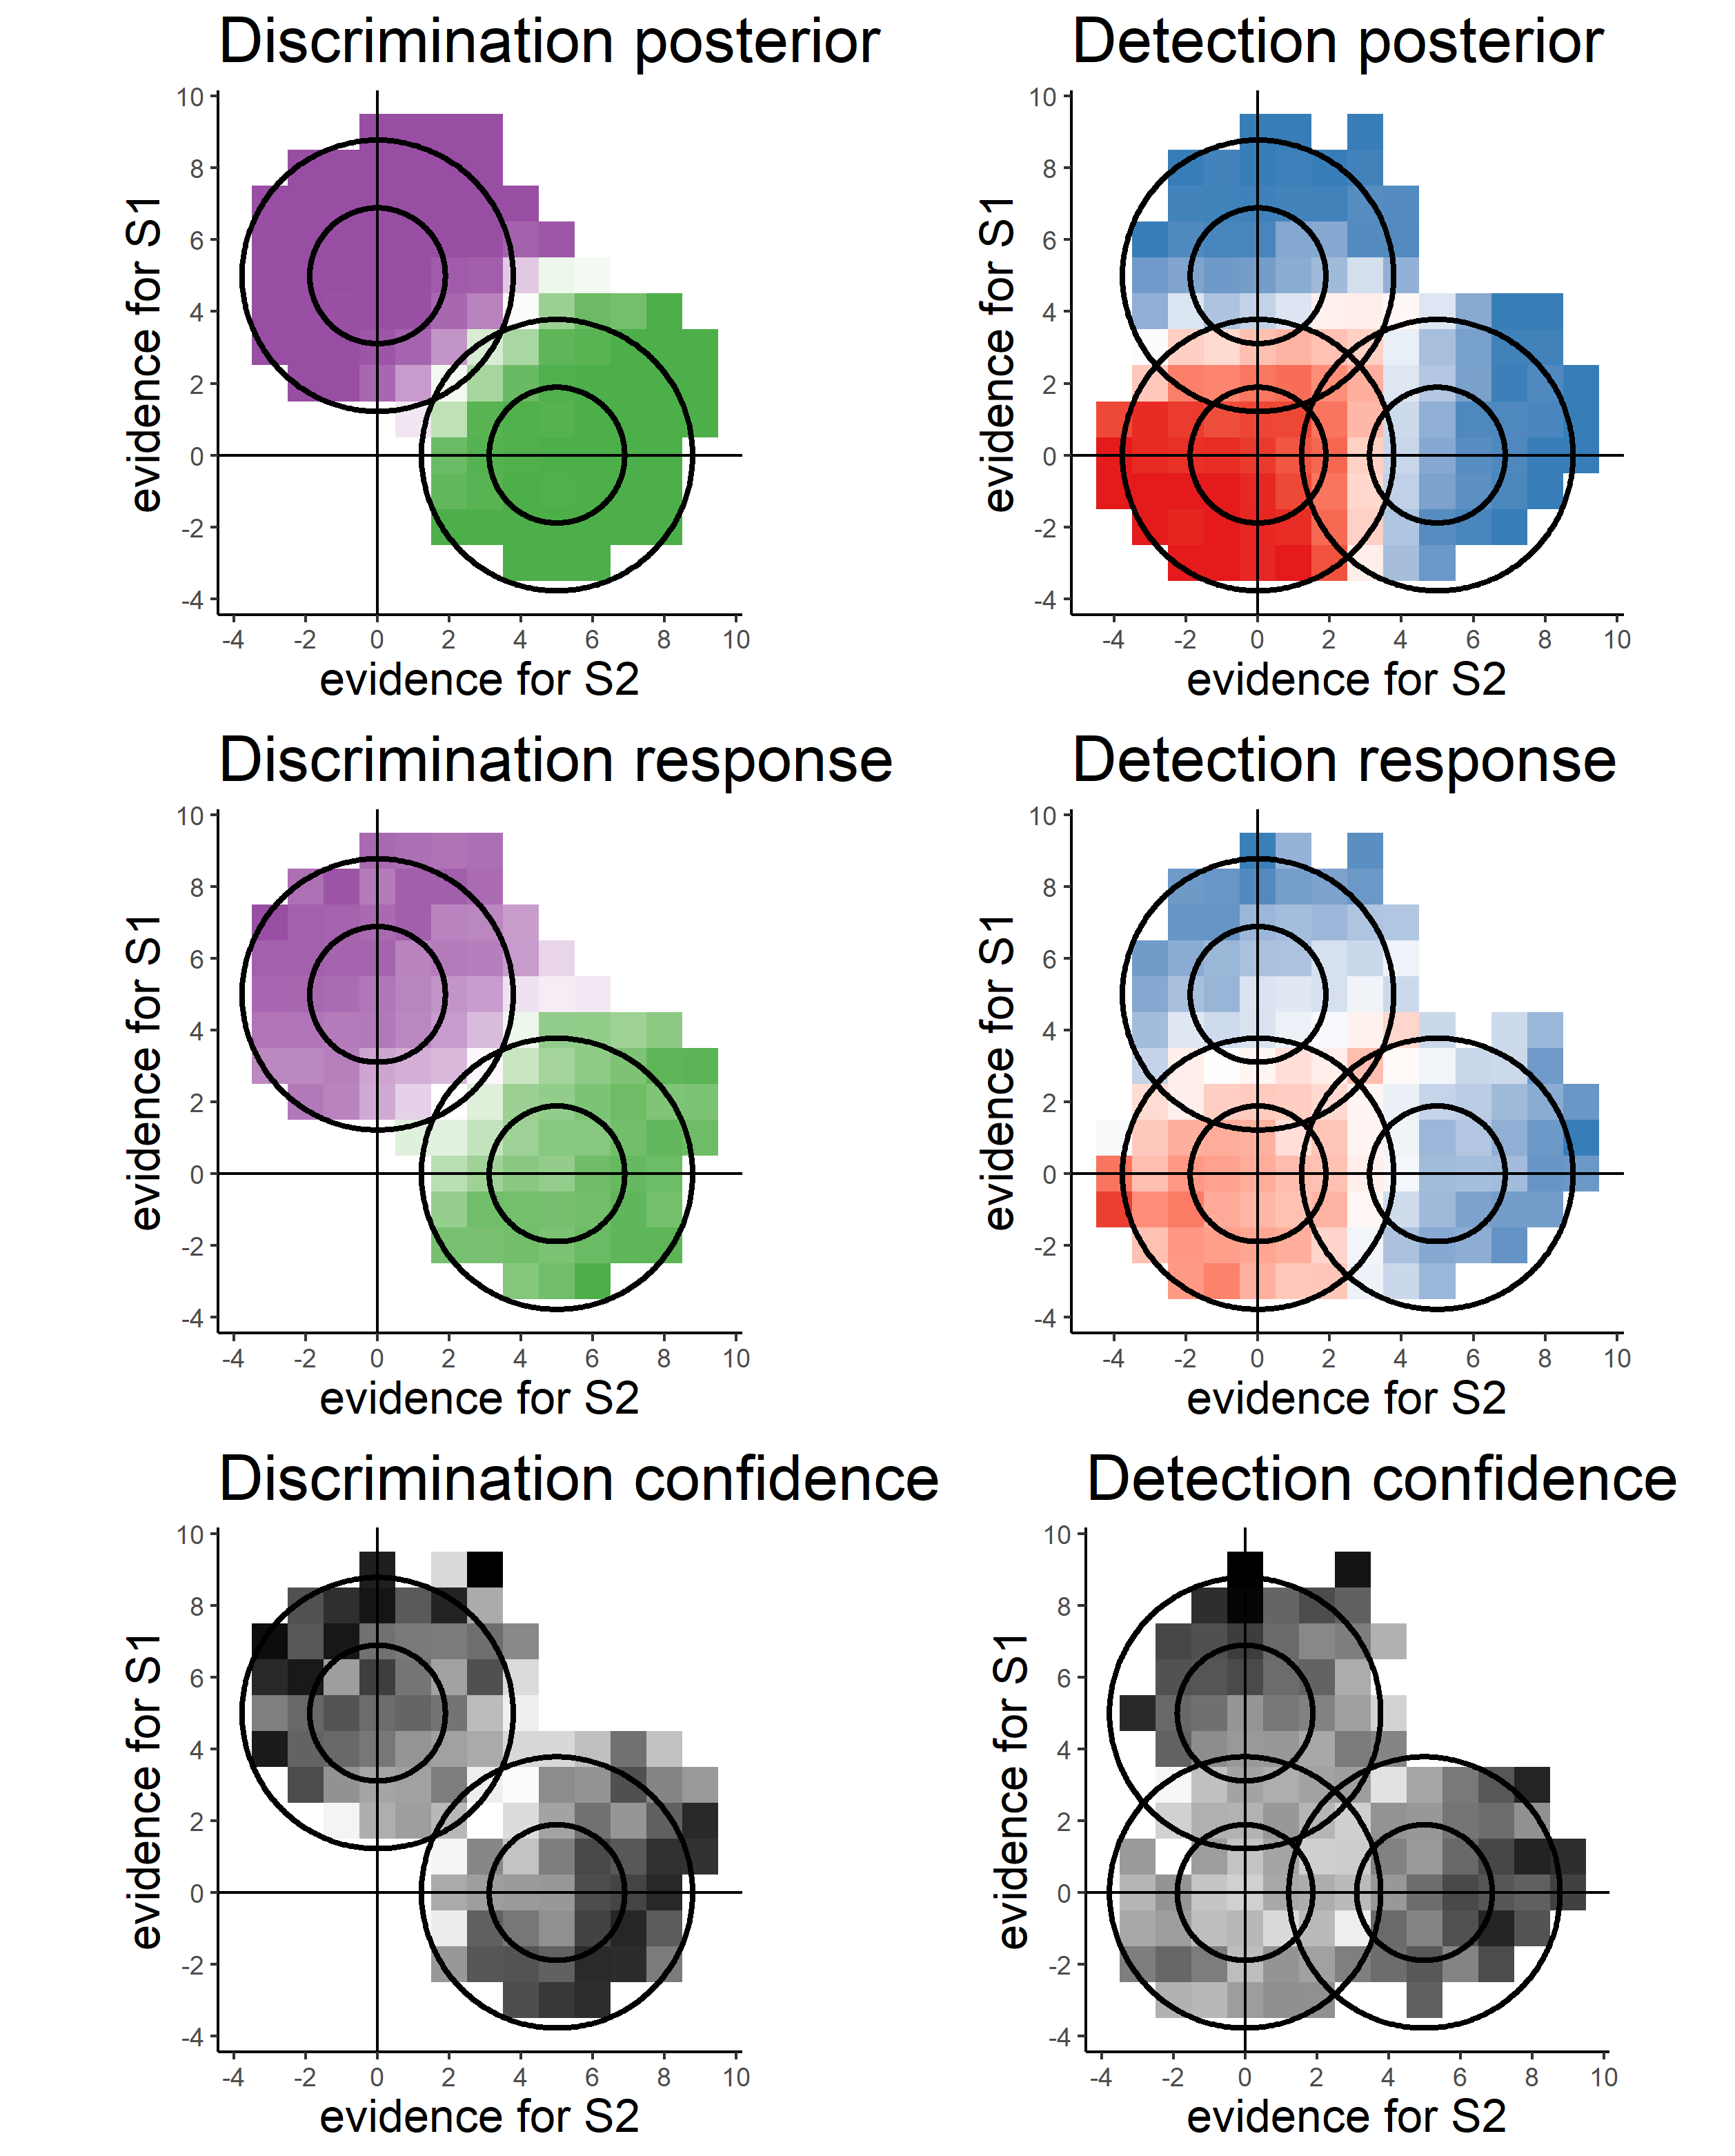 Discrimination posterior
Detection posterior
10
8
6
4
2
0
-2
-4
evidence for S1
-4 -2 0 2 4 6 8 10
evidence for S2
10
8
6
4
2
0
-2
-4
evidence for S1
-4 -2 0 2 4 6 8 10
evidence for S2
Discrimination response
Detection response
10
8
6
4
2
0
-2
-4
evidence for S1
-4 -2 0 2 4 6 8 10
evidence for S2
10
8
6
4
2
0
-2
-4
evidence for S1
-4 -2 0 2 4 6 8 10
evidence for S2
Discrimination confidence
Detection confidence
10
8
6
4
2
0
-2
-4
evidence for S1
-4 -2 0 2 4 6 8 10
evidence for S2
10
8
6
4
2
0
-2
-4
evidence for S1
-4 -2 0 2 4 6 8 10
evidence for S2